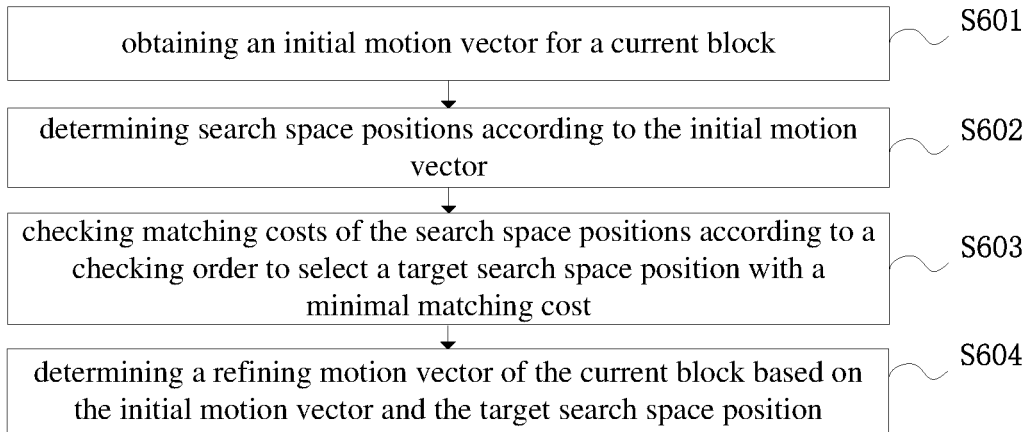 obtaining an initial motion vector for a current block
S601
determining search space positions according to the initial motion
vector
S602
checking matching costs of the search space positions according to a
checking order to select a target search space position with a
minimal matching cost
S603
determining a refining motion vector of the current block based on
the initial motion vector and the target search space position
S604